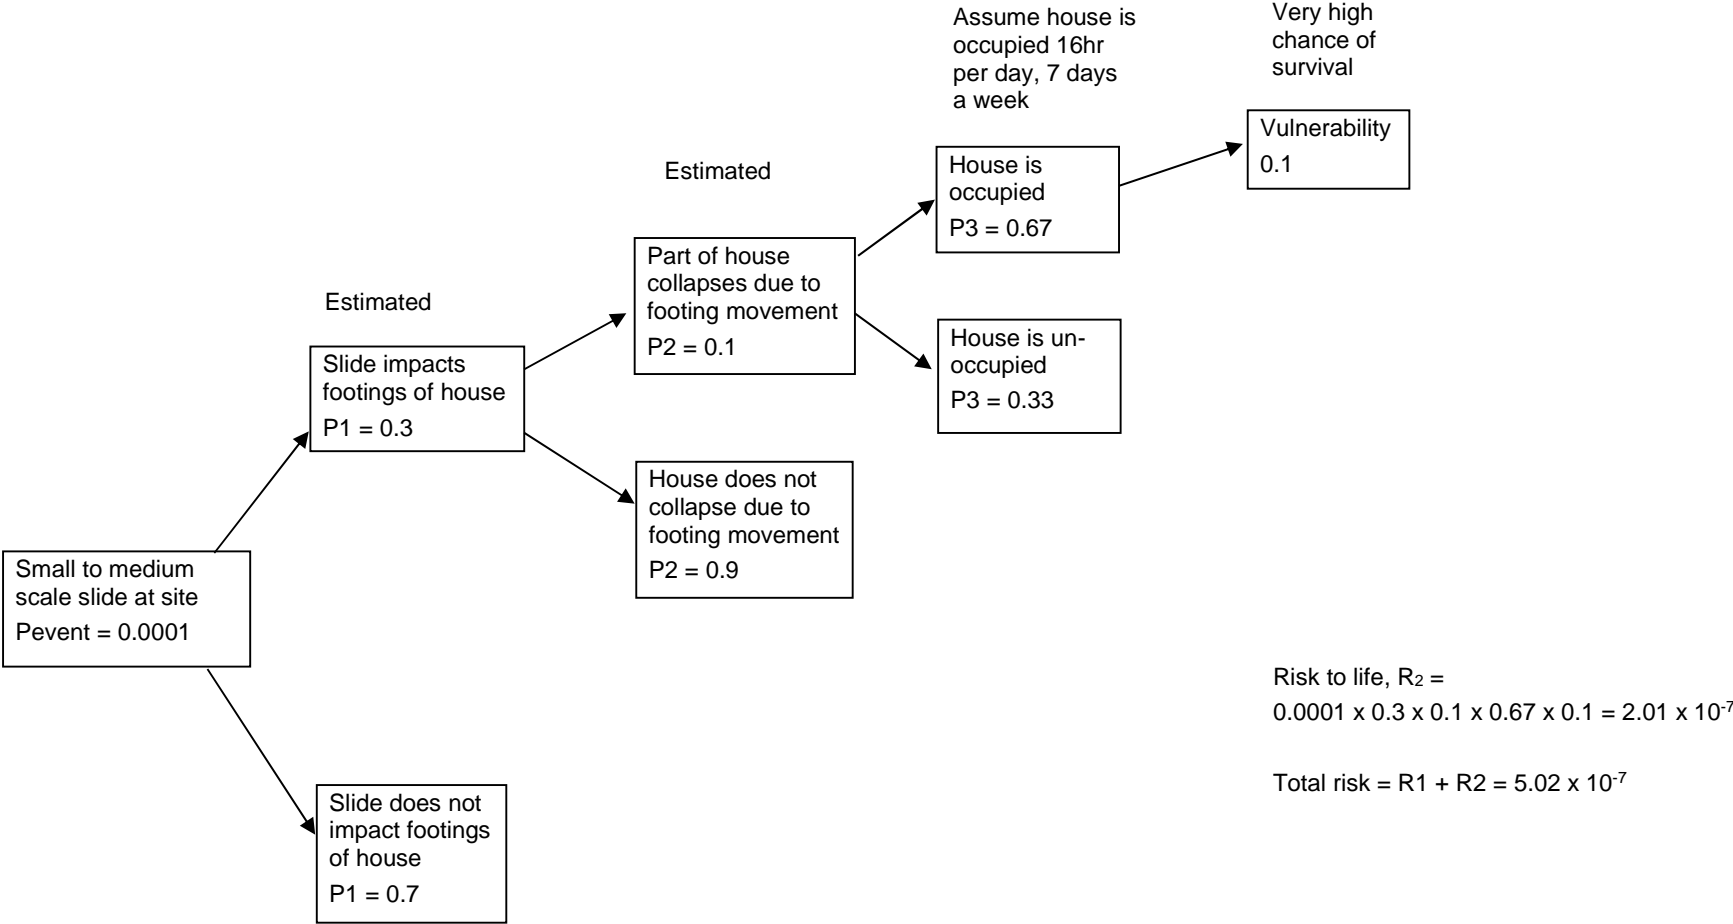 Assume house is
occupied 16hr
per day, 7 days
a week
Very high
chance of
survival
Vulnerability
0.1
Estimated
House is
occupied
P3 = 0.67
Part of house
collapses due to
footing movement
P2 = 0.1
Estimated
House is un-
occupied
P3 = 0.33
Slide impacts
footings of house
P1 = 0.3
House does not
collapse due to
footing movement
P2 = 0.9
Small to medium
scale slide at site
Pevent = 0.0001
Risk to life, R₂ =
0.0001 x 0.3 x 0.1 x 0.67 x 0.1 = 2.01 x 10⁻⁷
Total risk = R1 + R2 = 5.02 x 10⁻⁷
Slide does not
impact footings
of house
P1 = 0.7